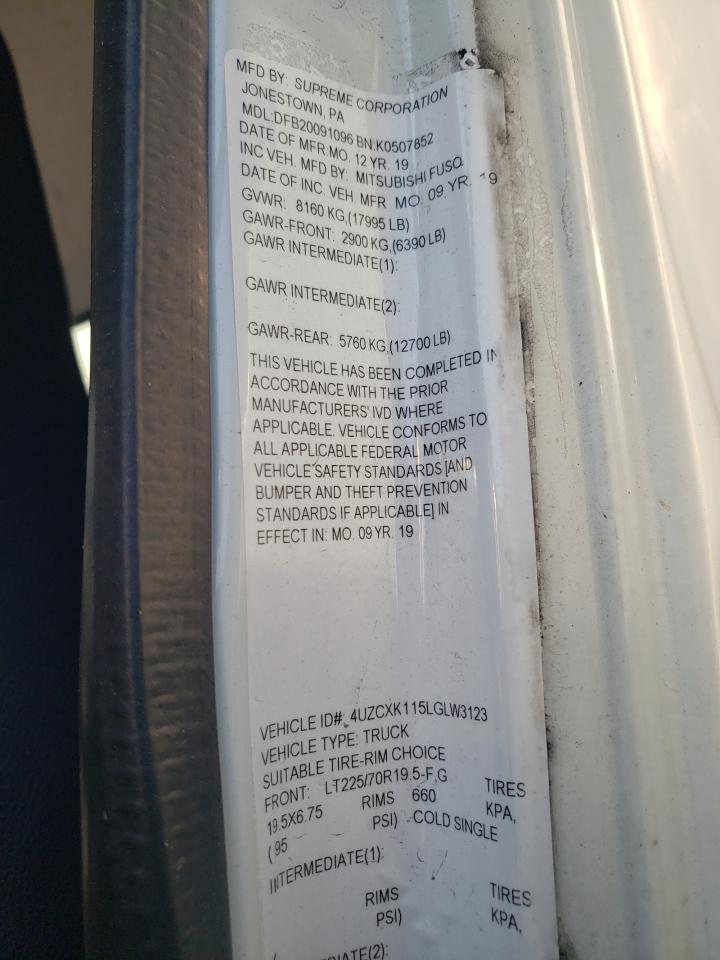 MFD BY: SUPREME CORPORATION
JONESTOWN, PA
MDL:DFB20091096 BN:K0507852
DATE OF MFR:MO. 12 YR. 19
INC VEH. MFD BY: MITSUBISHI FUSO
DATE OF INC. VEH. MFR MO. 09 YR. 19
GVWR: 8160 KG,(17995 LB)
GAWR-FRONT: 2900 KG,(6390 LB)
GAWR INTERMEDIATE(1):
GAWR INTERMEDIATE(2):
GAWR-REAR: 5760 KG,(12700 LB)
THIS VEHICLE HAS BEEN COMPLETED IN
ACCORDANCE WITH THE PRIOR
MANUFACTURERS' IVD WHERE
APPLICABLE. VEHICLE CONFORMS TO
ALL APPLICABLE FEDERAL MOTOR
VEHICLE SAFETY STANDARDS [AND
BUMPER AND THEFT PREVENTION
STANDARDS IF APPLICABLE] IN
EFFECT IN: MO. 09 YR. 19
VEHICLE ID#: 4UZCXK115LGLW3123
VEHICLE TYPE: TRUCK
SUITABLE TIRE-RIM CHOICE
FRONT: LT225/70R19.5-F,G TIRES
19.5X6.75 RIMS 660 KPA,
( 95 PSI) COLD SINGLE
INTERMEDIATE(1):
RIMS TIRES
PSI) KPA,